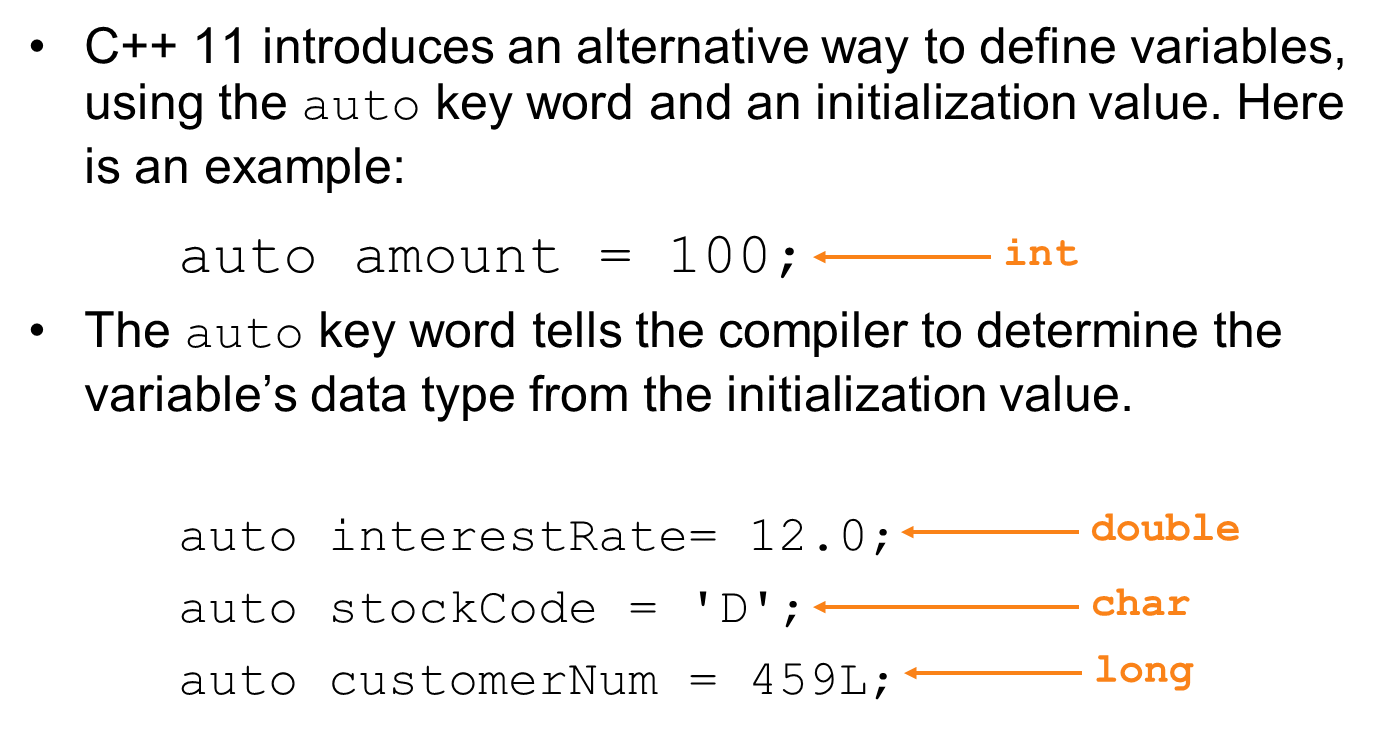 • C++ 11 introduces an alternative way to define variables,
using the auto key word and an initialization value. Here
is an example:
auto amount = 100; int
• The auto key word tells the compiler to determine the
variable’s data type from the initialization value.
auto interestRate= 12.0; double
auto stockCode = 'D'; char
auto customerNum = 459L; long